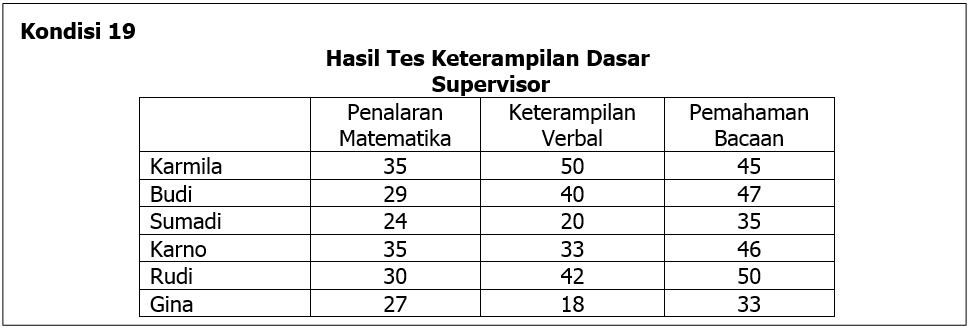 Kondisi 19
Hasil Tes Keterampilan Dasar
Supervisor
Penalaran Matematika Keterampilan Verbal Pemahaman Bacaan
Karmila 35 50 45
Budi 29 40 47
Sumadi 24 20 35
Karno 35 33 46
Rudi 30 42 50
Gina 27 18 33